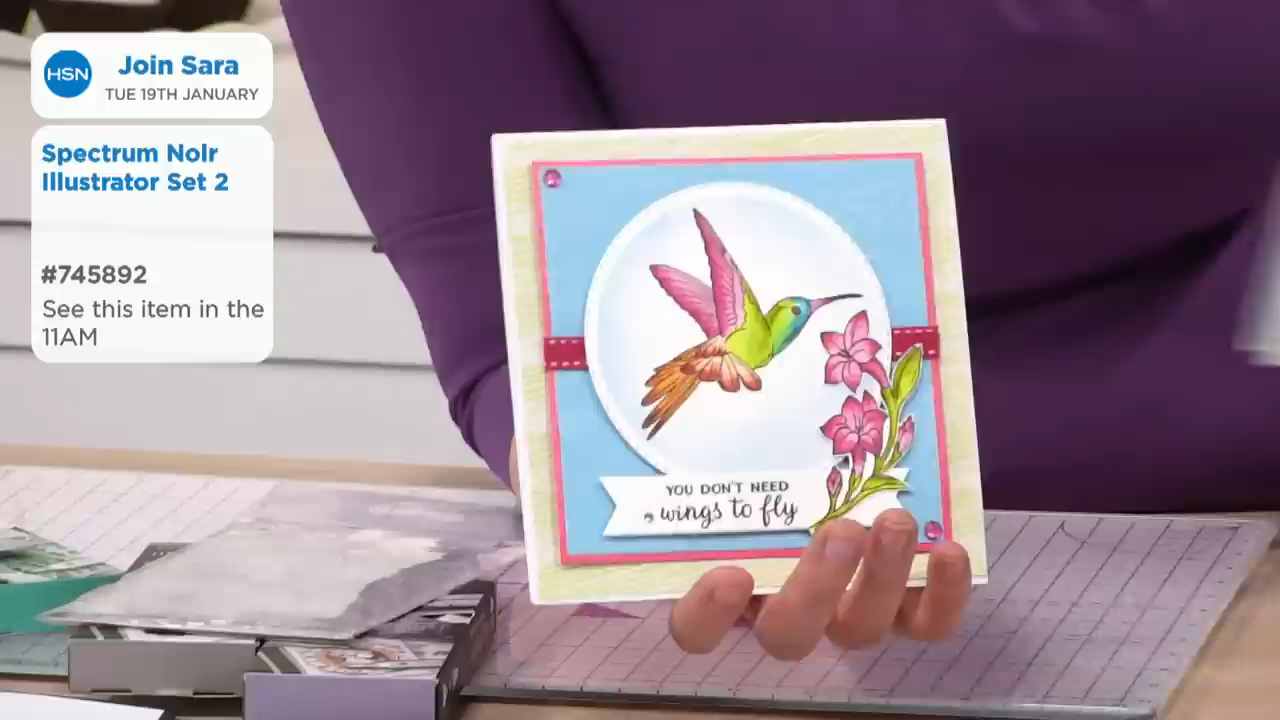 HSN
Join Sara
TUE 19TH JANUARY
Spectrum NoIr
Illustrator Set 2
#745892
See this item in the
11AM
YOU DON'T NEED
wings to fly